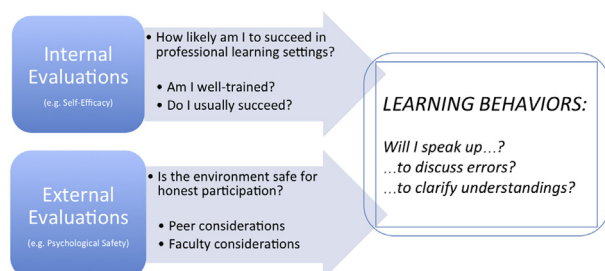 Internal
Evaluations
(e.g. Self-Efficacy)
• How likely am I to succeed in
professional learning settings?
• Am I well-trained?
• Do I usually succeed?
External
Evaluations
(e.g. Psychological Safety)
• Is the environment safe for
honest participation?
• Peer considerations
• Faculty considerations
LEARNING BEHAVIORS:
Will I speak up…?
…to discuss errors?
…to clarify understandings?